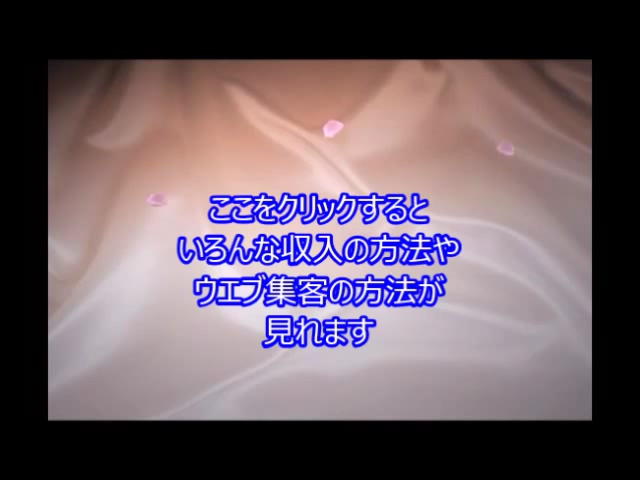 ここをクリックすると
いろんな収入の方法や
ウエブ集客の方法が
見れます